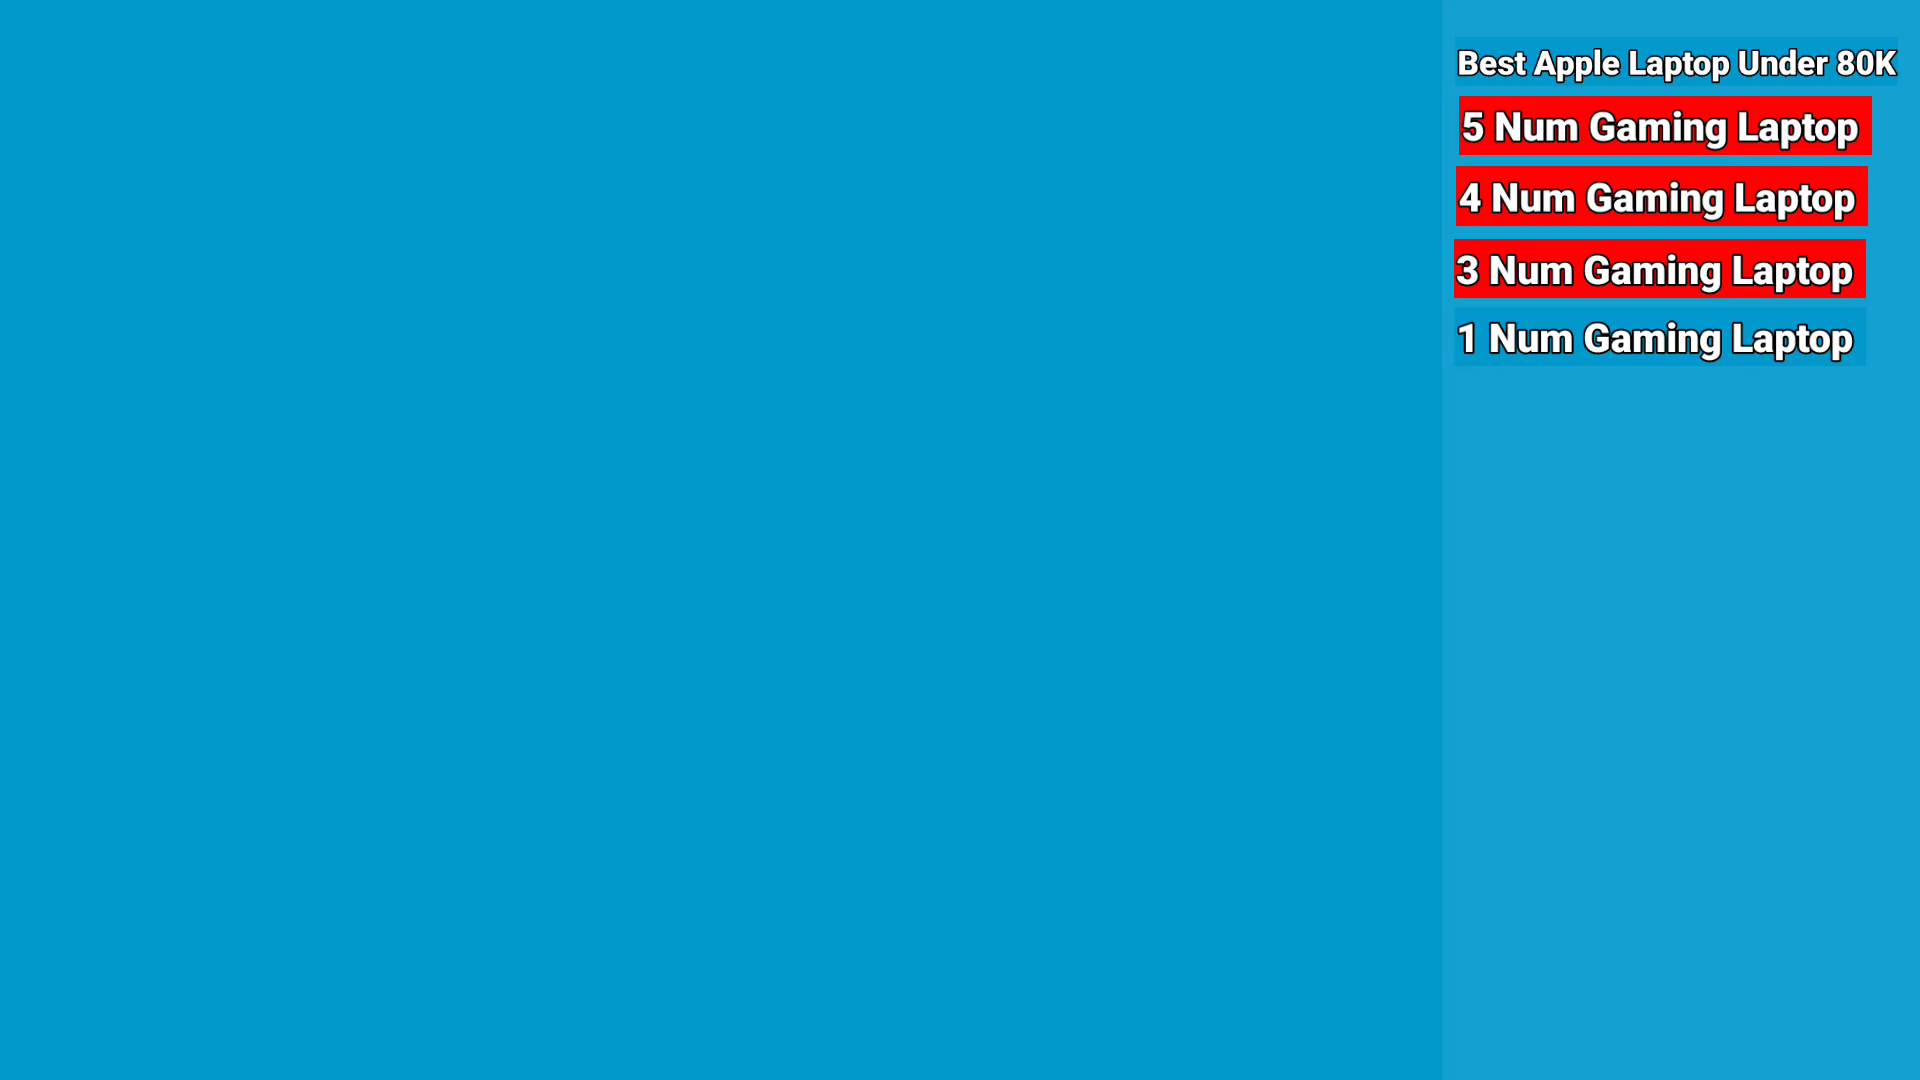 Best Apple Laptop Under 80K
5 Num Gaming Laptop
4 Num Gaming Laptop
3 Num Gaming Laptop
1 Num Gaming Laptop